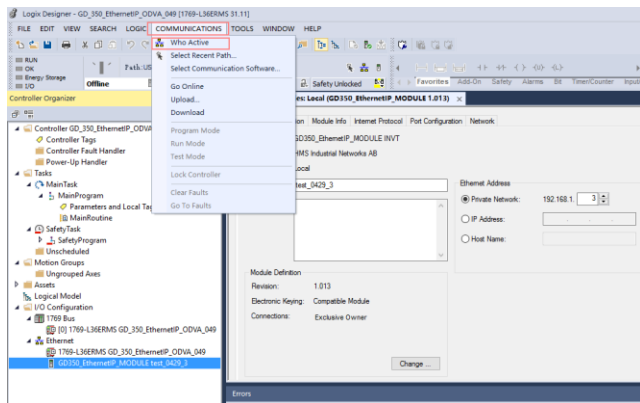 Logix Designer - GD_350_EthernetIP_ODVA_049 [1769-L36ERMS 31.11]
FILE EDIT VIEW SEARCH LOGIC COMMUNICATIONS TOOLS WINDOW HELP
Who Active
Select Recent Path...
Select Communication Software...
Go Online
Upload...
Download
Program Mode
Run Mode
Test Mode
Lock Controller
Clear Faults
Go To Faults
RUN
OK
Energy Storage
I/O
Path: US
Offline
Safety Unlocked
Favorites Add-On Safety Alarms Bit Timer/Counter
Controller Organizer
es: Local (GD350_EthernetIP_MODULE 1.013)
Controller GD_350_EthernetIP_ODVA
Controller Tags
Controller Fault Handler
Power-Up Handler
Tasks
MainTask
MainProgram
Parameters and Local Tag
MainRoutine
SafetyTask
SafetyProgram
Unscheduled
Motion Groups
Ungrouped Axes
Assets
Logical Model
I/O Configuration
1769 Bus
[0] 1769-L36ERMS GD_350_EthernetIP_ODVA_049
Ethernet
1769-L36ERMS GD_350_EthernetIP_ODVA_049
GD350_EthernetIP_MODULE test_0429_3
Module Info Internet Protocol Port Configuration Network
GD350_EthernetIP_MODULE INVT
HMS Industrial Networks AB
Local
test_0429_3
Ethernet Address
Private Network: 192.168.1. 3
IP Address:
Host Name:
Module Definition
Revision: 1.013
Electronic Keying: Compatible Module
Connections: Exclusive Owner
Change ...
Errors